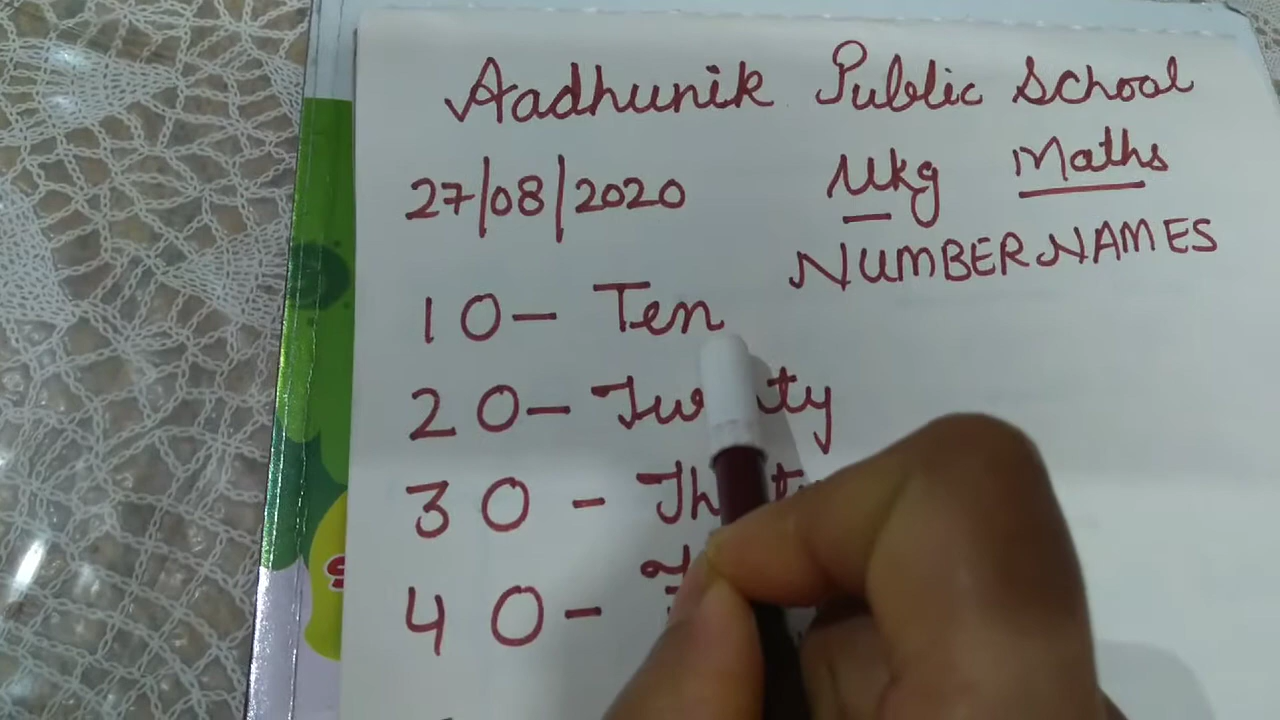 Aadhunik Public School
27/08/2020 Ukg Maths
NUMBER NAMES
10- Ten
20-
30 -
40-